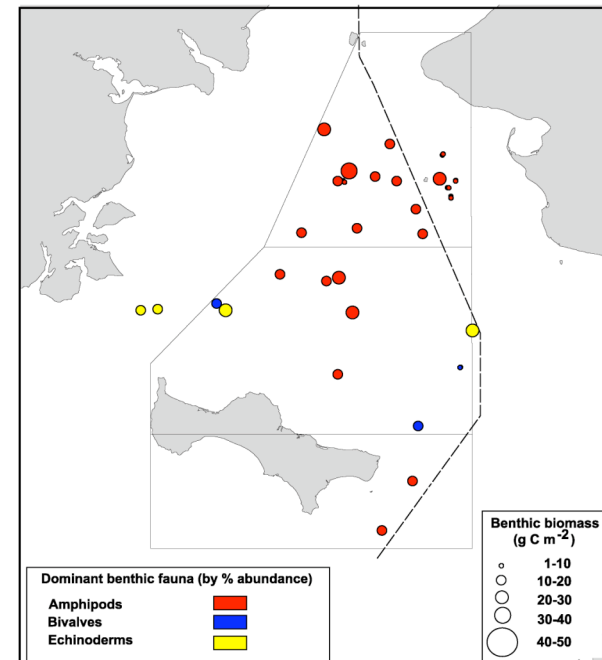 Dominant benthic fauna (by % abundance)
Amphipods
Bivalves
Echinoderms
Benthic biomass
(g C m⁻²)
1-10
10-20
20-30
30-40
40-50